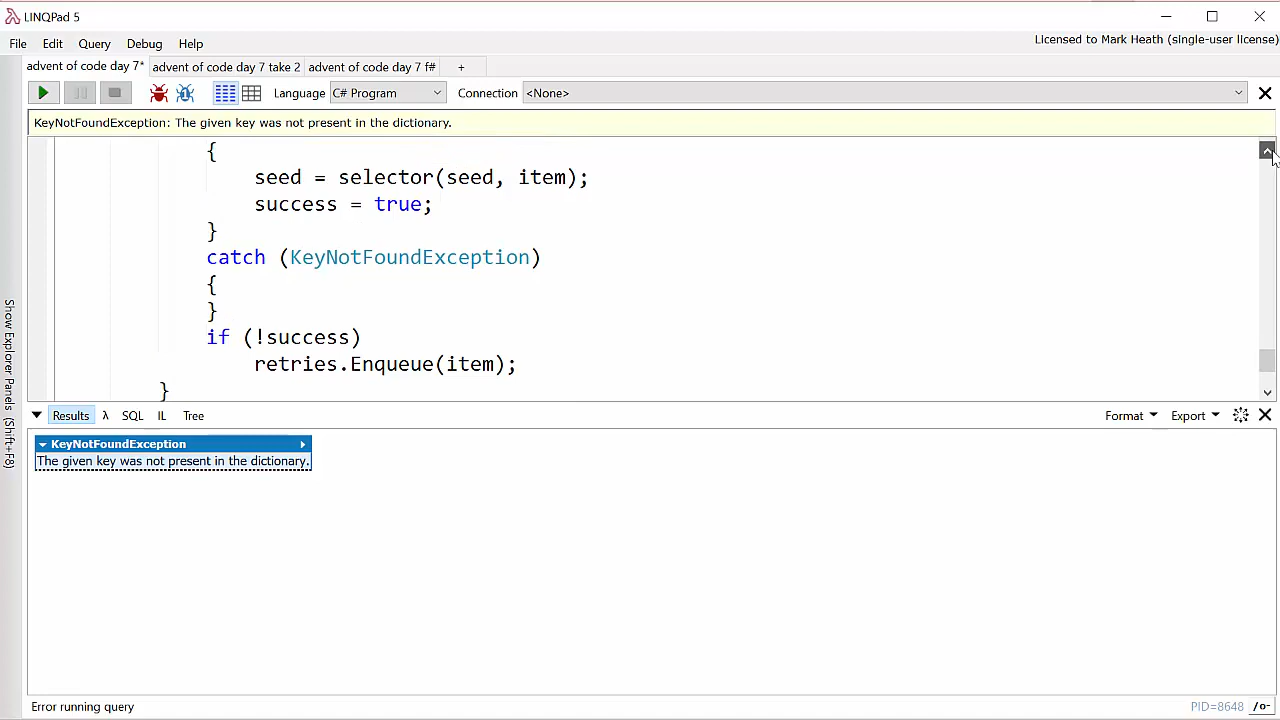 LINQPad 5
File Edit Query Debug Help
Licensed to Mark Heath (single-user license)
advent of code day 7* advent of code day 7 take 2 advent of code day 7 f# +
Language C# Program Connection <None>
KeyNotFoundException: The given key was not present in the dictionary.
{
seed = selector(seed, item);
success = true;
}
catch (KeyNotFoundException)
{
}
if (!success)
retries.Enqueue(item);
}
Show Explorer Panels (Shift+F8)
Results λ SQL IL Tree
Format Export
KeyNotFoundException
The given key was not present in the dictionary.
Error running query
PID=8648 /o-